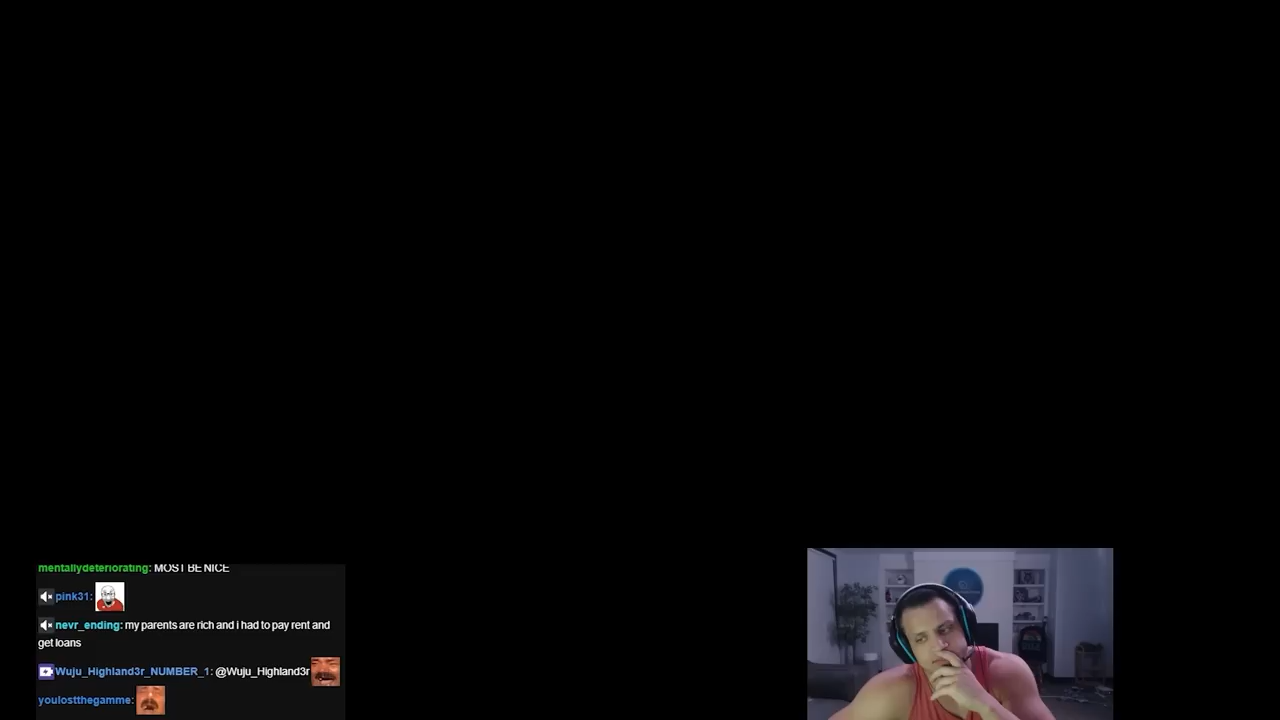 mentallydeteriorating: MOST BE NICE
pink31:
nevr_ending: my parents are rich and i had to pay rent and
get loans
Wuju_Highland3r_NUMBER_1: @Wuju_Highland3r
youlostthegamme: